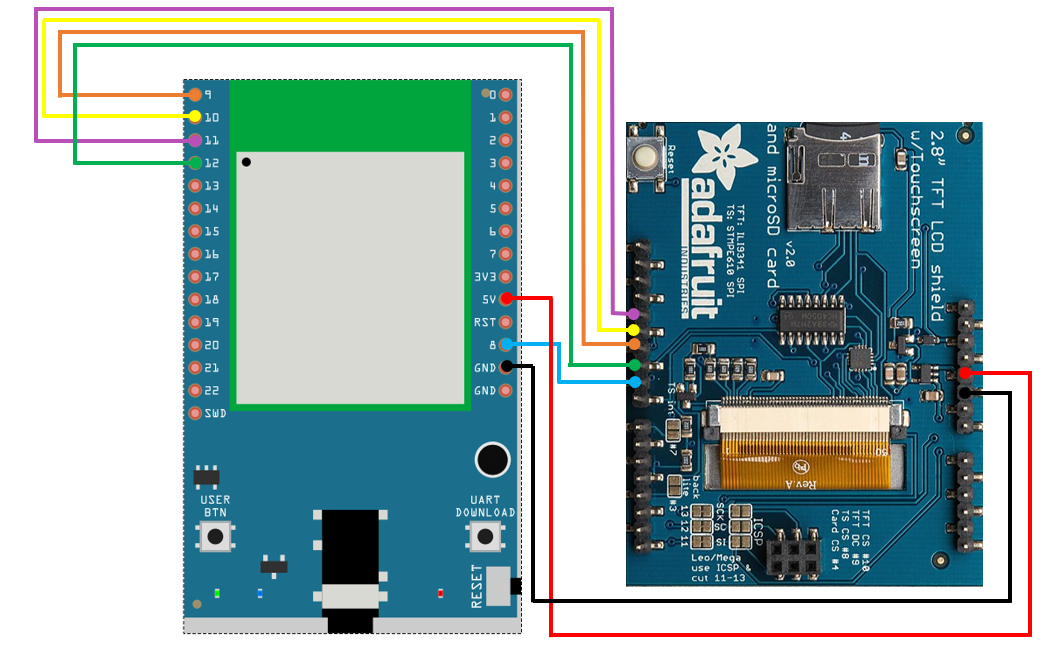 9
10
11
12
13
14
15
16
17
18
19
20
21
22
SWD
0
1
2
3
4
5
6
7
3V3
5V
RST
8
GND
GND
USER
BTN
UART
DOWNLOAD
RESET
Reset
adafruit
INDUSTRIES
TFT: ILI9341 SPI
TS: STMPE610 SPI
v2.0
2.8" TFT LCD shield
w/Touchscreen
and microSD card
TS int
#7
back
lite
#3
13
12
11
SCK
SO
SI
ICSP
Leo/Mega
use ICSP &
cut 11-13
TFT CS #10
TFT DC #9
TS CS #8
Card CS #4
Rev.A
50
1